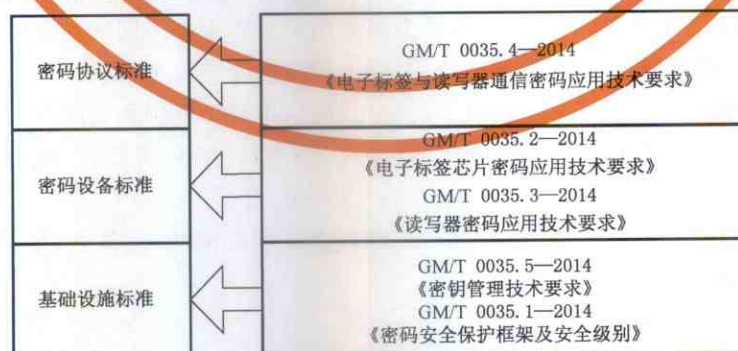 密码协议标准
GM/T 0035.4—2014
《电子标签与读写器通信密码应用技术要求》
密码设备标准
GM/T 0035.2—2014
《电子标签芯片密码应用技术要求》
GM/T 0035.3—2014
《读写器密码应用技术要求》
基础设施标准
GM/T 0035.5—2014
《密钥管理技术要求》
GM/T 0035.1—2014
《密码安全保护框架及安全级别》